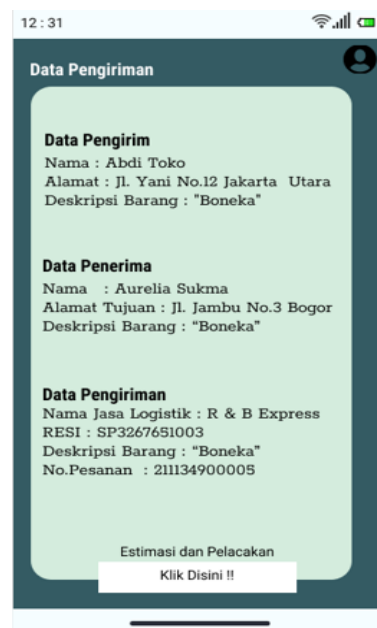 12:31
Data Pengiriman
Data Pengirim
Nama : Abdi Toko
Alamat : Jl. Yani No.12 Jakarta Utara
Deskripsi Barang : "Boneka"
Data Penerima
Nama : Aurelia Sukma
Alamat Tujuan : Jl. Jambu No.3 Bogor
Deskripsi Barang : “Boneka”
Data Pengiriman
Nama Jasa Logistik : R & B Express
RESI : SP3267651003
Deskripsi Barang : “Boneka”
No.Pesanan : 211134900005
Estimasi dan Pelacakan
Klik Disini !!